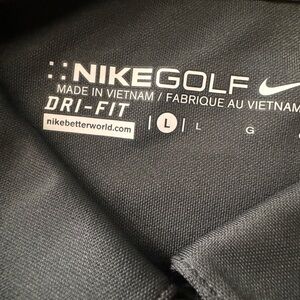 NIKEGOLF
MADE IN VIETNAM / FABRIQUE AU VIETNAM
DRI-FIT
nikebetterworld.com | L | L G